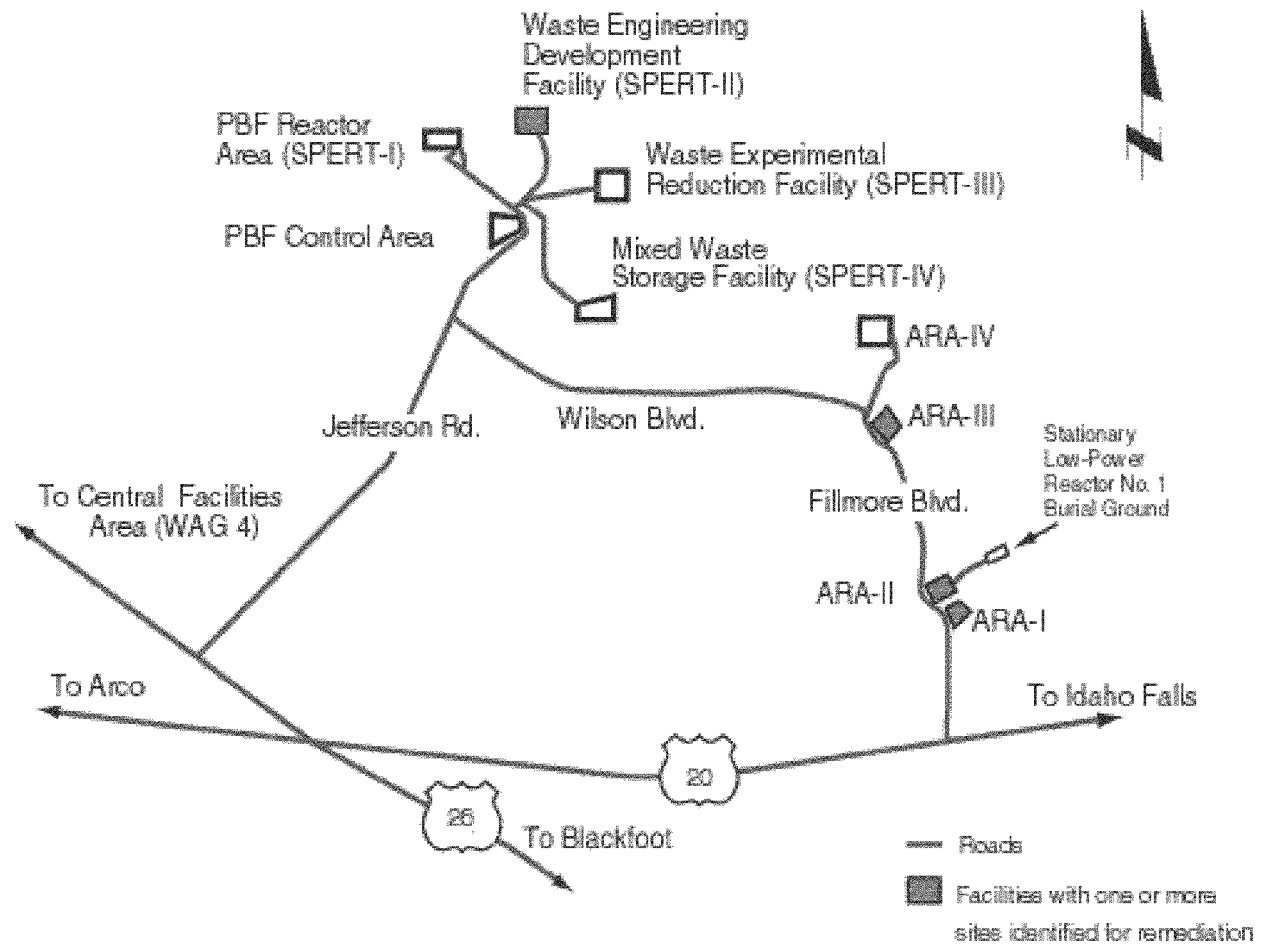 Waste Engineering
Development
Facility (SPERT-II)
PBF Reactor
Area (SPERT-I)
Waste Experimental
Reduction Facility (SPERT-III)
PBF Control Area
Mixed Waste
Storage Facility (SPERT-IV)
ARA-IV
Jefferson Rd.
Wilson Blvd.
ARA-III
Stationary
Low-Power
Reactor No. 1
Burial Ground
To Central Facilities
Area (WAG 4)
Fillmore Blvd.
ARA-II
ARA-I
To Arco
To Idaho Falls
20
26
To Blackfoot
Roads
Facilities with one or more
sites identified for remediation